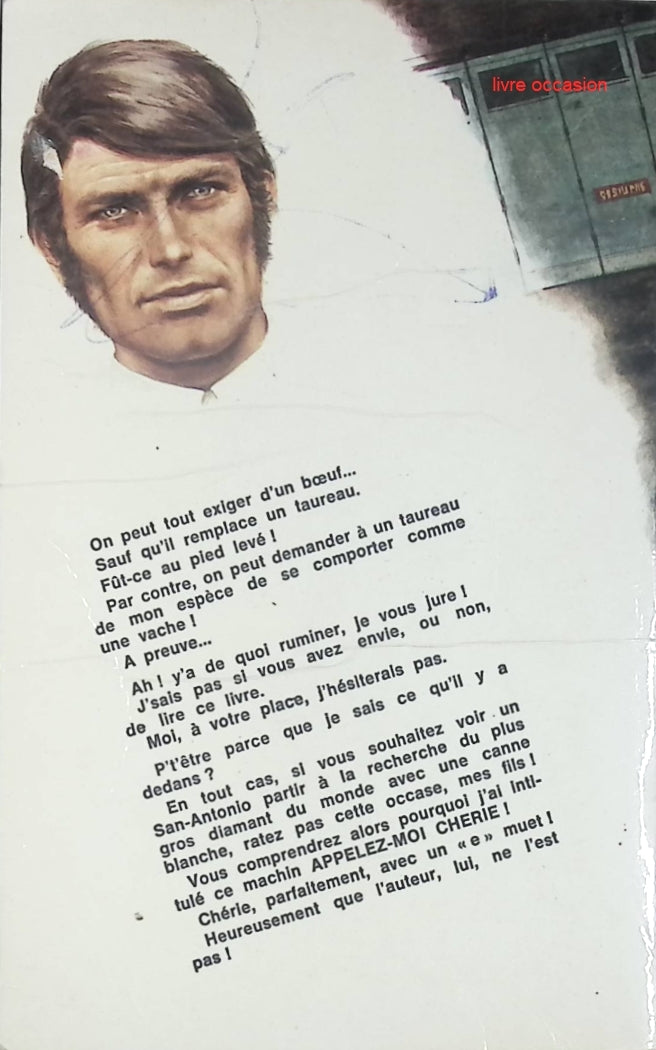 livre occasion
On peut tout exiger d'un bœuf...
Sauf qu'il remplace un taureau.
Fût-ce au pied levé !
Par contre, on peut demander à un taureau
de mon espèce de se comporter comme
une vache !
A preuve...
Ah ! y'a de quoi ruminer, je vous jure !
J'sais pas si vous avez envie, ou non,
de lire ce livre.
Moi, à votre place, j'hésiterais pas.
P't'être parce que je sais ce qu'il y a
dedans ?
En tout cas, si vous souhaitez voir un
San-Antonio partir à la recherche du plus
gros diamant du monde avec une canne
blanche, ratez pas cette occase, mes fils !
Vous comprendrez alors pourquoi j'ai inti-
tulé ce machin APPELEZ-MOI CHERIE !
Chérie, parfaitement, avec un « e » muet !
Heureusement que l'auteur, lui, ne l'est
pas !